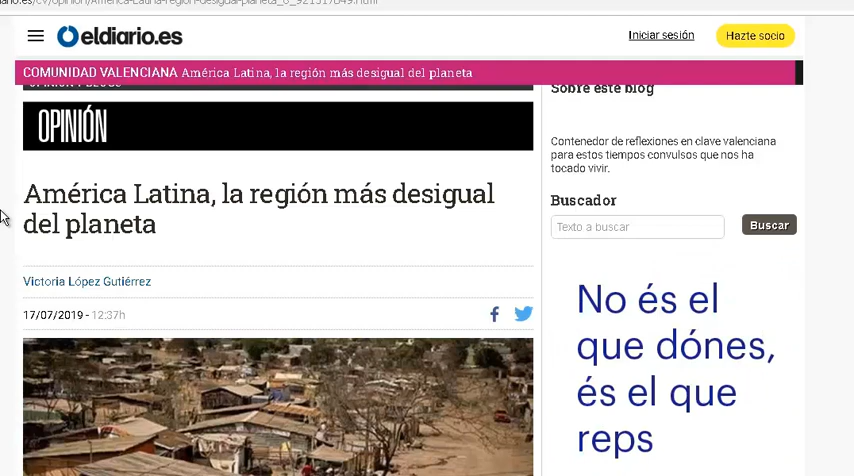 eldiario.es
Iniciar sesión
Hazte socio
COMUNIDAD VALENCIANA América Latina, la región más desigual del planeta
OPINIÓN
América Latina, la región más desigual
del planeta
Victoria López Gutiérrez
17/07/2019 - 12:37h
Sobre este blog
Contenedor de reflexiones en clave valenciana
para estos tiempos convulsos que nos ha
tocado vivir.
Buscador
Texto a buscar
Buscar
No és el
que dónes,
és el que
reps